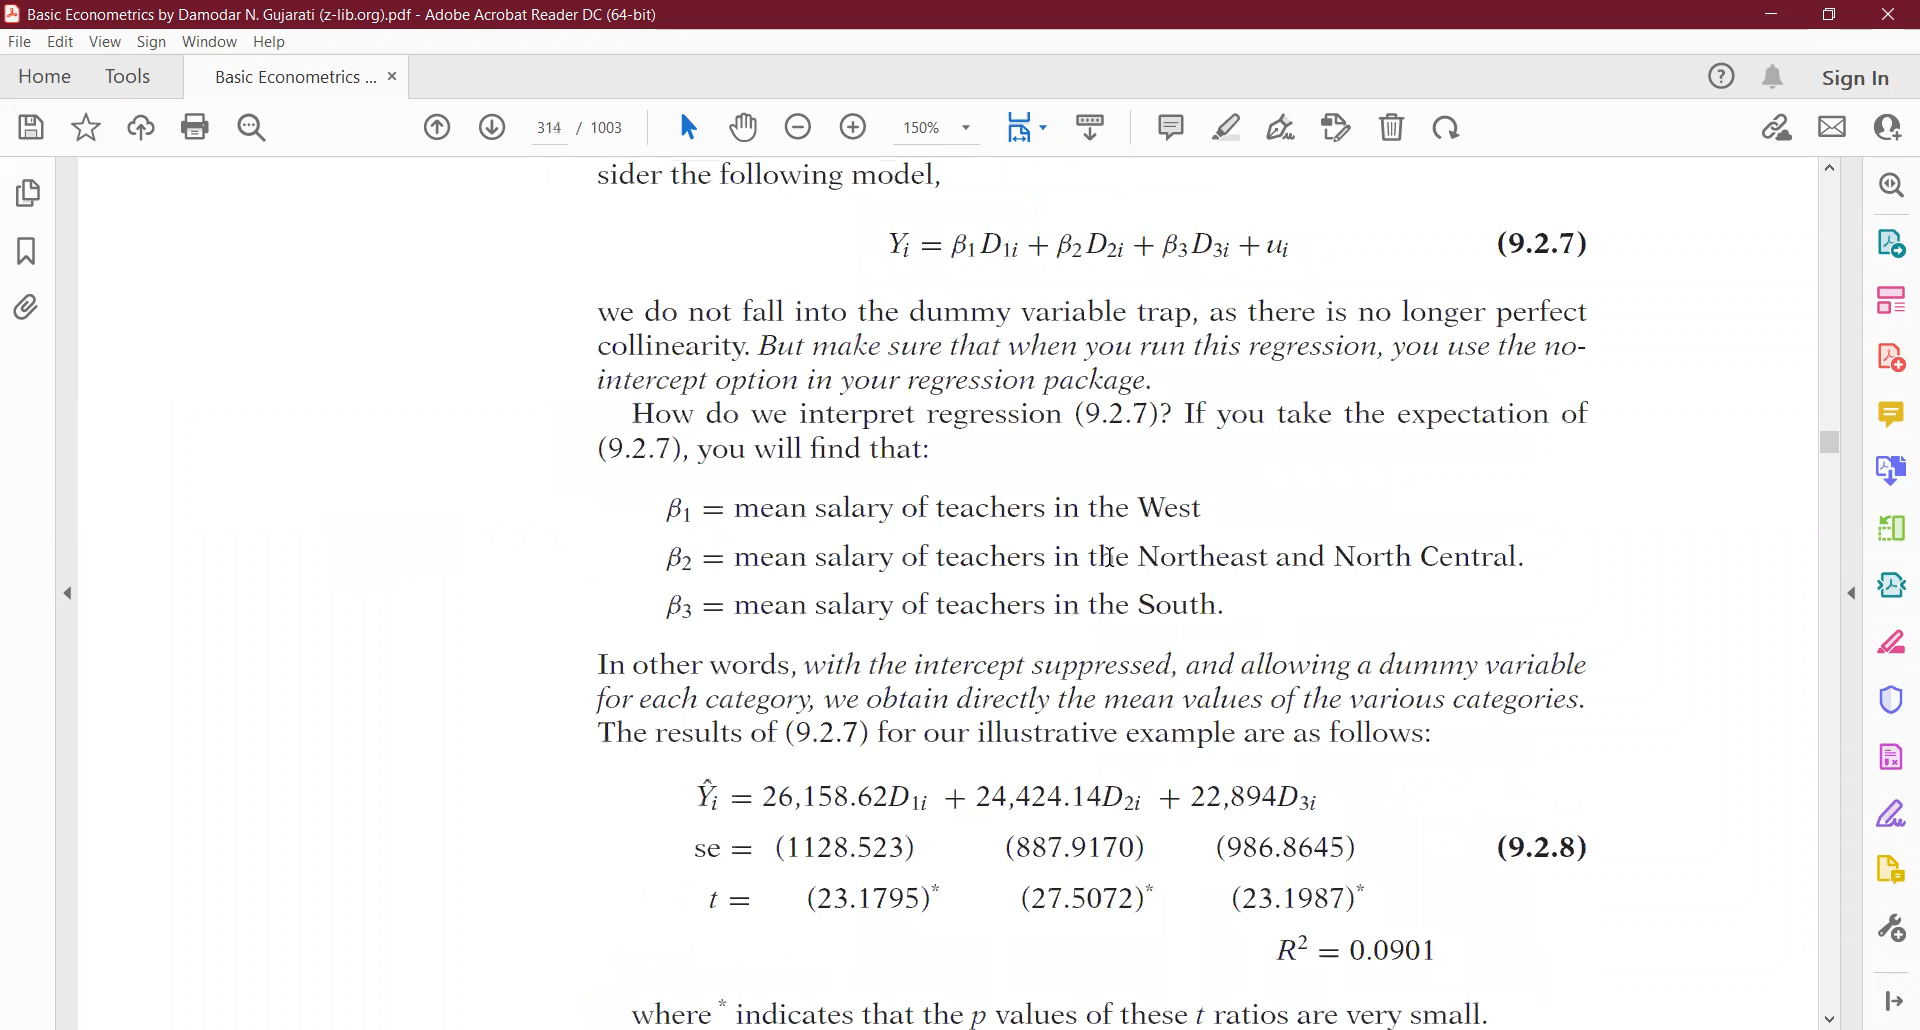 Basic Econometrics by Damodar N. Gujarati (z-lib.org).pdf - Adobe Acrobat Reader DC (64-bit)
File Edit View Sign Window Help
Home Tools Basic Econometrics ... × Sign In
314 / 1003 150%
sider the following model,
Yᵢ = β₁D₁ᵢ + β₂D₂ᵢ + β₃D₃ᵢ + uᵢ (9.2.7)
we do not fall into the dummy variable trap, as there is no longer perfect
collinearity. But make sure that when you run this regression, you use the no-
intercept option in your regression package.
How do we interpret regression (9.2.7)? If you take the expectation of
(9.2.7), you will find that:
β₁ = mean salary of teachers in the West
β₂ = mean salary of teachers in the Northeast and North Central.
β₃ = mean salary of teachers in the South.
In other words, with the intercept suppressed, and allowing a dummy variable
for each category, we obtain directly the mean values of the various categories.
The results of (9.2.7) for our illustrative example are as follows:
Ŷᵢ = 26,158.62D₁ᵢ + 24,424.14D₂ᵢ + 22,894D₃ᵢ
se = (1128.523) (887.9170) (986.8645) (9.2.8)
t = (23.1795)* (27.5072)* (23.1987)*
R² = 0.0901
where * indicates that the p values of these t ratios are very small.